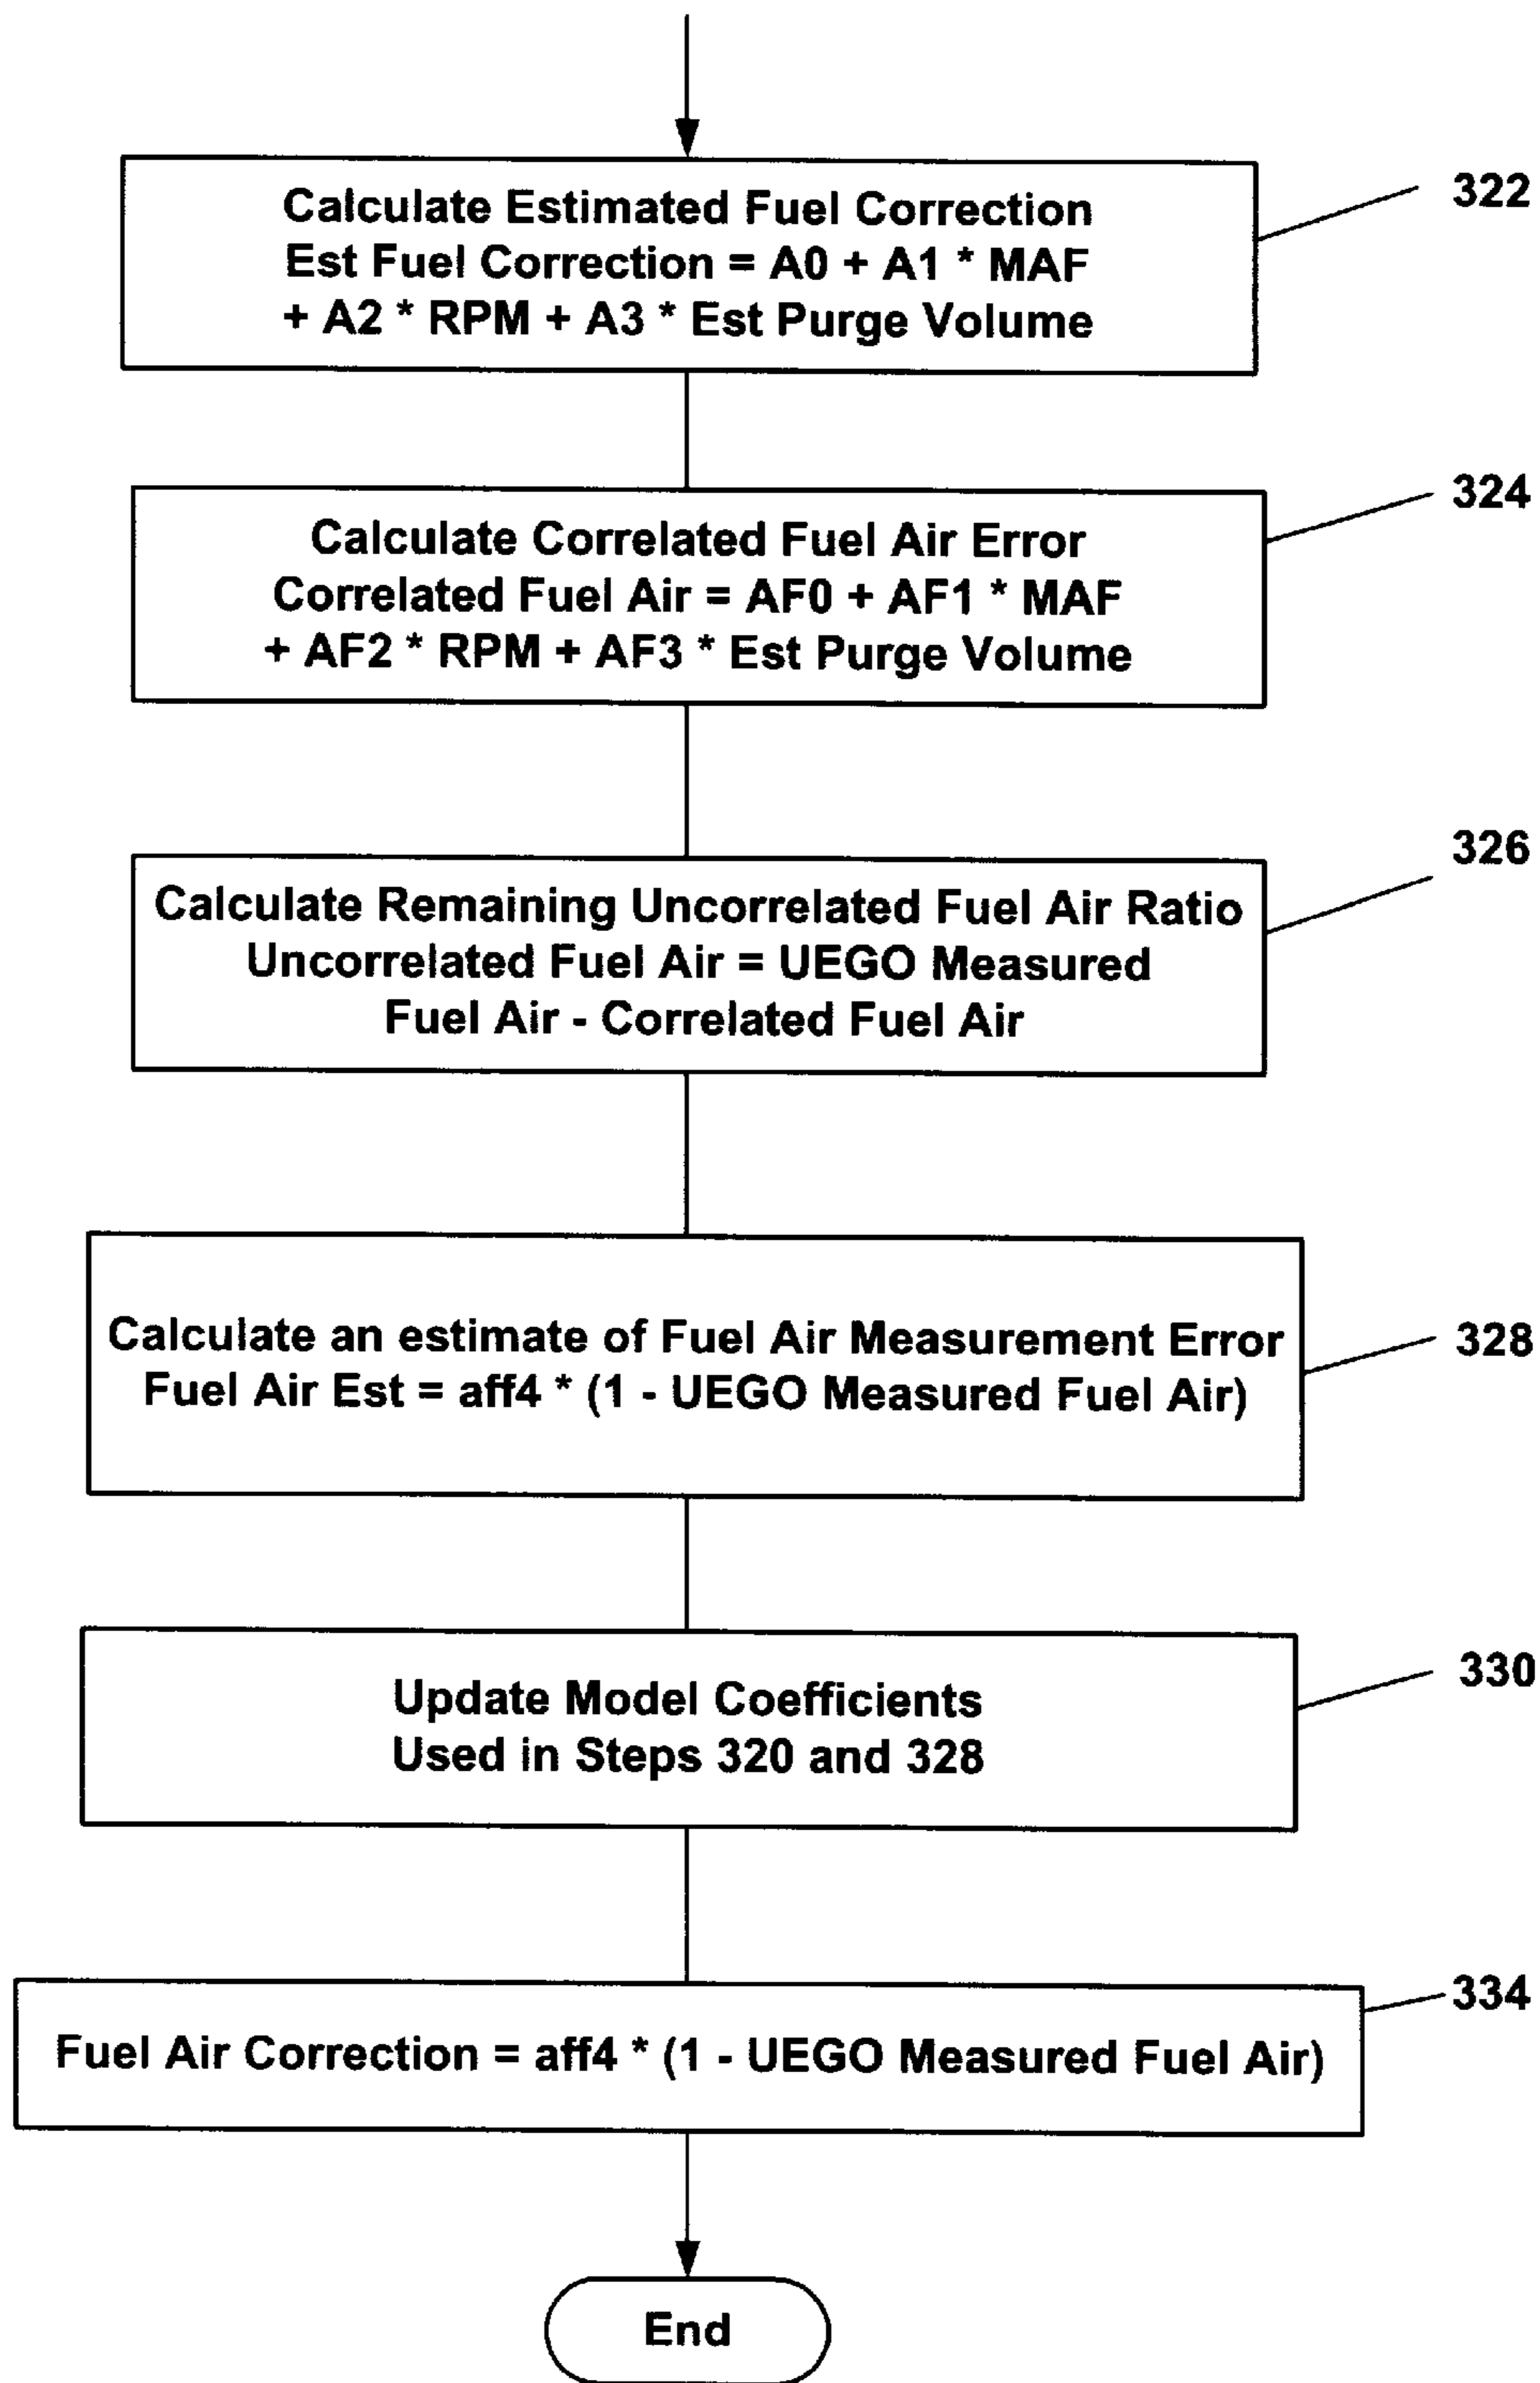 Calculate Estimated Fuel Correction
Est Fuel Correction = A0 + A1 * MAF
+ A2 * RPM + A3 * Est Purge Volume
322
Calculate Correlated Fuel Air Error
Correlated Fuel Air = AF0 + AF1 * MAF
+ AF2 * RPM + AF3 * Est Purge Volume
324
Calculate Remaining Uncorrelated Fuel Air Ratio
Uncorrelated Fuel Air = UEGO Measured
Fuel Air - Correlated Fuel Air
326
Calculate an estimate of Fuel Air Measurement Error
Fuel Air Est = aff4 * (1 - UEGO Measured Fuel Air)
328
Update Model Coefficients
Used in Steps 320 and 328
330
Fuel Air Correction = aff4 * (1 - UEGO Measured Fuel Air)
334
End